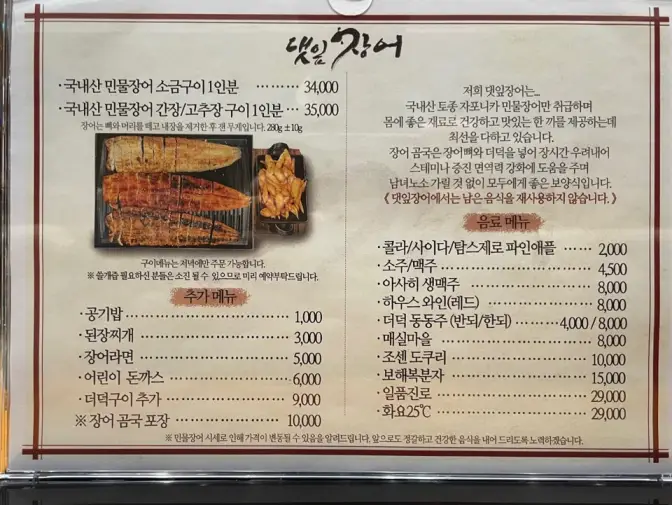 댓잎 장어
· 국내산 민물장어 소금구이 1인분 ········· 34,000
· 국내산 민물장어 간장/고추장 구이 1인분 ··· 35,000
장어는 뼈와 머리를 떼고 내장을 제거한 후 잰 무게입니다. 280g ±10g
구이메뉴는 저녁에만 주문 가능합니다.
※ 쓸개즙 필요하신 분들은 소진 될 수 있으므로 미리 예약부탁드립니다.
추가 메뉴
· 공기밥 ········· 1,000
· 된장찌개 ········· 3,000
· 장어라면 ········· 5,000
· 어린이 돈까스 ········· 6,000
· 더덕구이 추가 ········· 9,000
※ 장어 곰국 포장 ········· 10,000
저희 댓잎장어는...
국내산 토종 자포니카 민물장어만 취급하며
몸에 좋은 재료로 건강하고 맛있는 한 끼를 제공하는데
최선을 다하고 있습니다.
장어 곰국은 장어뼈와 더덕을 넣어 장시간 우려내어
스테미나 증진 면역력 강화에 도움을 주며
남녀노소 가릴 것 없이 모두에게 좋은 보양식입니다.
《 댓잎장어에서는 남은 음식을 재사용하지 않습니다. 》
음료 메뉴
· 콜라/사이다/탐스제로 파인애플 ······ 2,000
· 소주/맥주 ········· 4,500
· 아사히 생맥주 ········· 8,000
· 하우스 와인(레드) ········· 8,000
· 더덕 동동주 (반되/한되) ········· 4,000 / 8,000
· 매실마을 ········· 8,000
· 조센 도쿠리 ········· 10,000
· 보해복분자 ········· 15,000
· 일품진로 ········· 29,000
· 화요25℃ ········· 29,000
※ 민물장어 시세로 인해 가격이 변동될 수 있음을 알려드립니다. 앞으로도 정갈하고 건강한 음식을 내어 드리도록 노력하겠습니다.